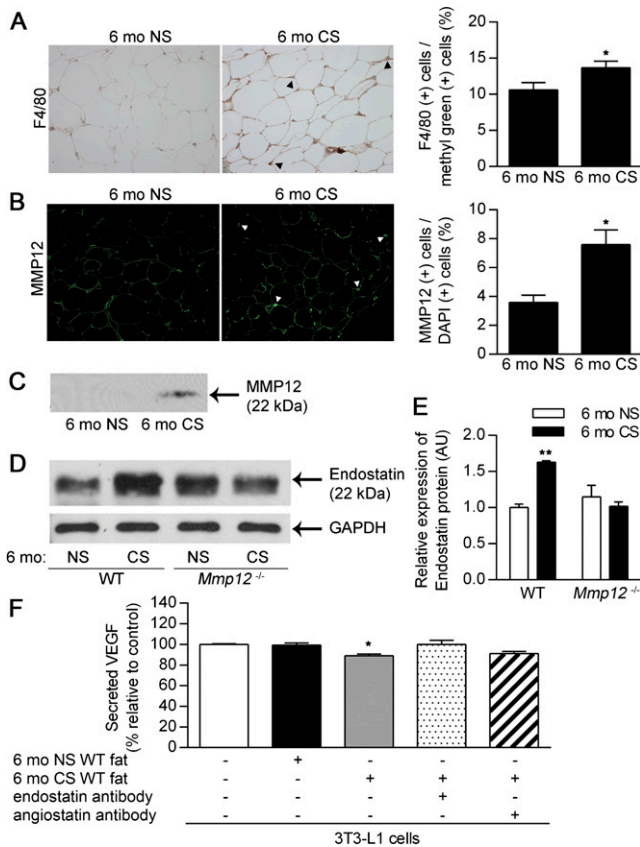 A
6 mo NS
6 mo CS
F4/80
F4/80 (+) cells /
methyl green (+) cells (%)
20
15
10
5
0
*
6 mo NS 6 mo CS
B
6 mo NS
6 mo CS
MMP12
MMP12 (+) cells /
DAPI (+) cells (%)
10
8
6
4
2
0
*
6 mo NS 6 mo CS
C
MMP12
(22 kDa)
6 mo NS 6 mo CS
D
Endostatin
(22 kDa)
GAPDH
6 mo: NS CS NS CS
WT Mmp12 -/-
E
6 mo NS
6 mo CS
Relative expression of
Endostatin protein (AU)
2.0
1.5
1.0
0.5
0.0
**
WT Mmp12 -/-
F
Secreted VEGF
(% relative to control)
140
120
100
80
60
40
20
0
*
6 mo NS WT fat - + - - -
6 mo CS WT fat - - + + +
endostatin antibody - - - + -
angiostatin antibody - - - - +
3T3-L1 cells